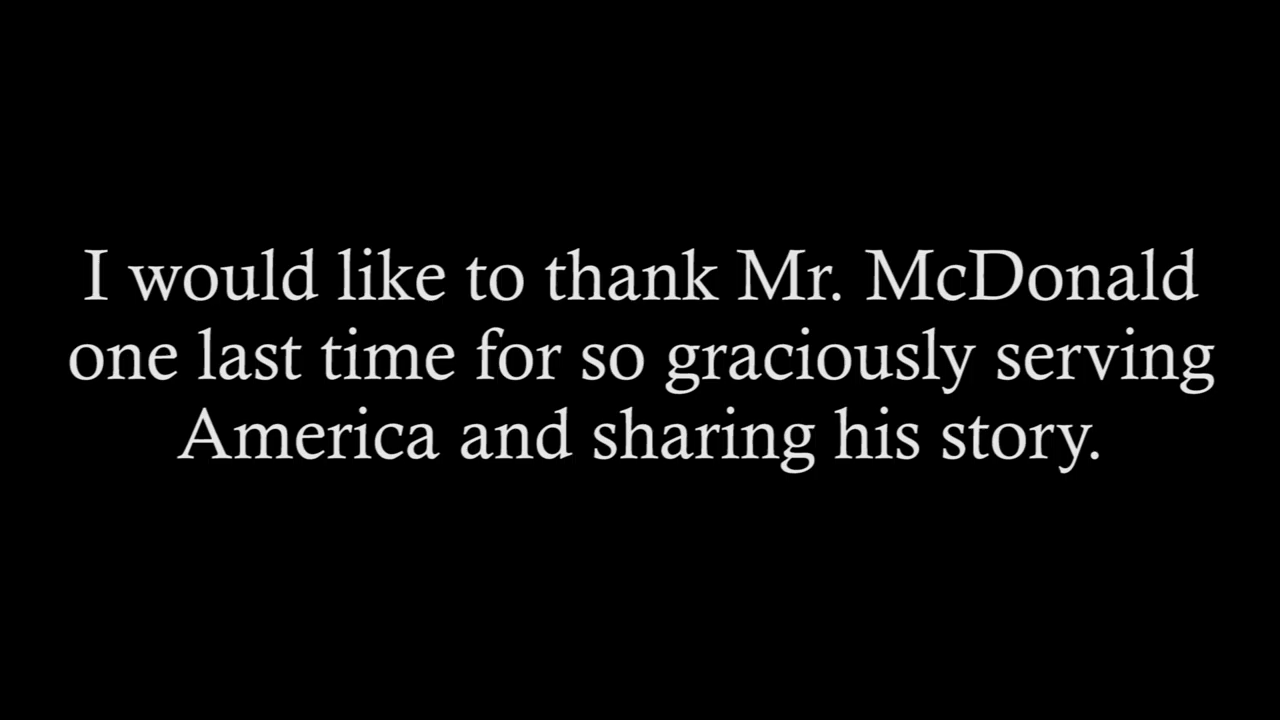 I would like to thank Mr. McDonald
one last time for so graciously serving
America and sharing his story.